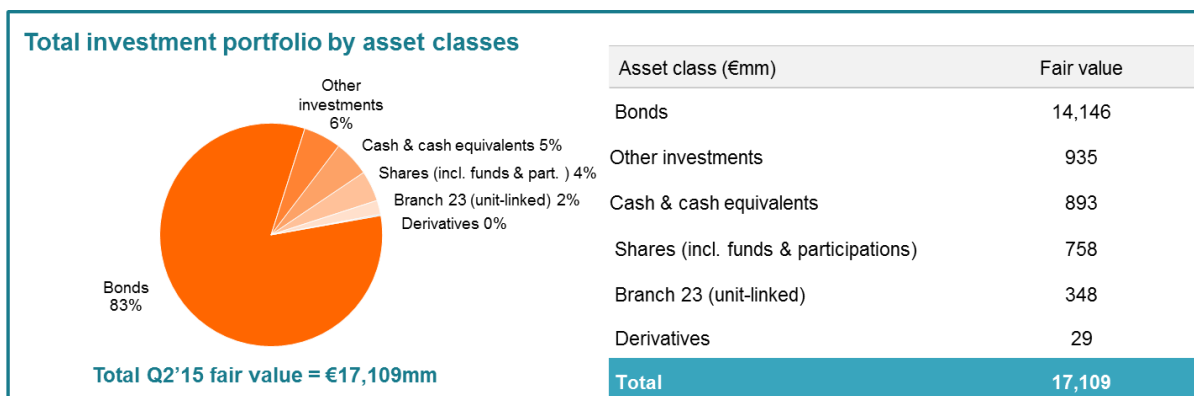 Total investment portfolio by asset classes
Other
investments
6%
Cash & cash equivalents 5%
Shares (incl. funds & part. ) 4%
Branch 23 (unit-linked) 2%
Derivatives 0%
Bonds
83%
Total Q2’15 fair value = €17,109mm
Asset class (€mm) Fair value
Bonds 14,146
Other investments 935
Cash & cash equivalents 893
Shares (incl. funds & participations) 758
Branch 23 (unit-linked) 348
Derivatives 29
Total 17,109